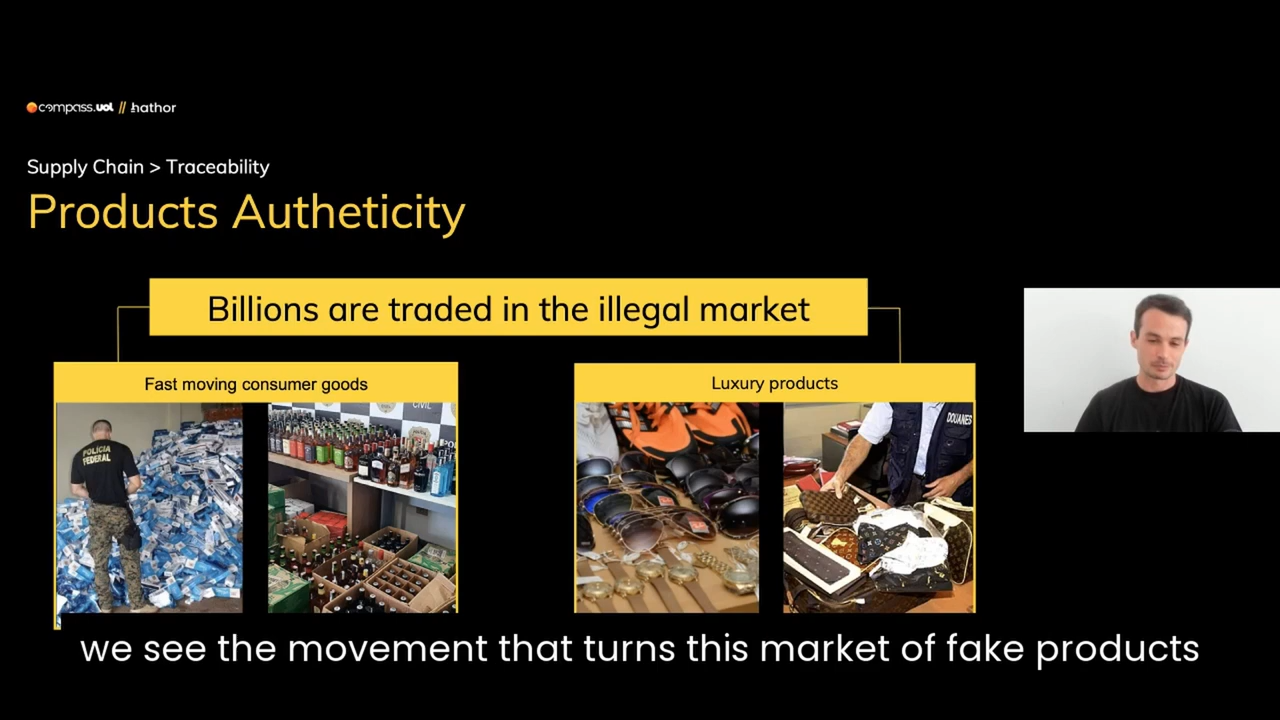 compass.uol // hathor
Supply Chain > Traceability
Products Autheticity
Billions are traded in the illegal market
Fast moving consumer goods
Luxury products
POLÍCIA
FEDERAL
CIVIL
DOUANES
we see the movement that turns this market of fake products